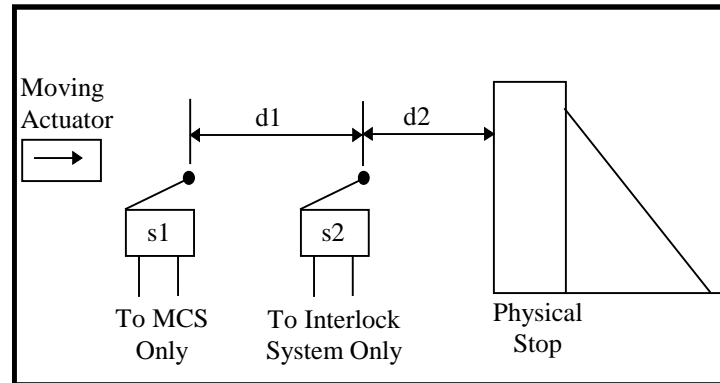 Moving
Actuator
d1
d2
s1
s2
To MCS
Only
To Interlock
System Only
Physical
Stop